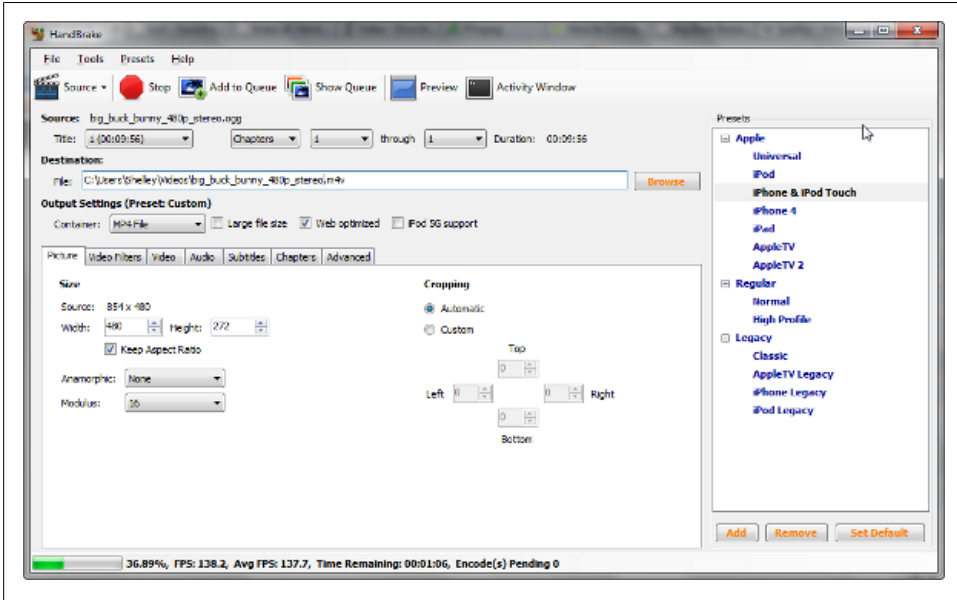 HandBrake
File Tools Presets Help
Source Stop Add to Queue Show Queue Preview Activity Window
Source: big_buck_bunny_480p_stereo.ogg
Title: 1 (00:09:56) Chapters 1 through 1 Duration: 00:09:56
Destination:
File: C:\Users\Shelley\Videos\big_buck_bunny_480p_stereo.m4v Browse
Output Settings (Preset: Custom)
Container: MP4 File Large file size Web optimized iPod 5G support
Picture Video Filters Video Audio Subtitles Chapters Advanced
Size
Source: 854 x 480
Width: 480 Height: 272
Keep Aspect Ratio
Anamorphic: None
Modulus: 16
Cropping
Automatic
Custom
Top
0
Left 0 0 Right
0
Bottom
Presets
Apple
Universal
iPod
iPhone & iPod Touch
iPhone 4
iPad
AppleTV
AppleTV 2
Regular
Normal
High Profile
Legacy
Classic
AppleTV Legacy
iPhone Legacy
iPod Legacy
Add Remove Set Default
36.89%, FPS: 138.2, Avg FPS: 137.7, Time Remaining: 00:01:06, Encode(s) Pending 0